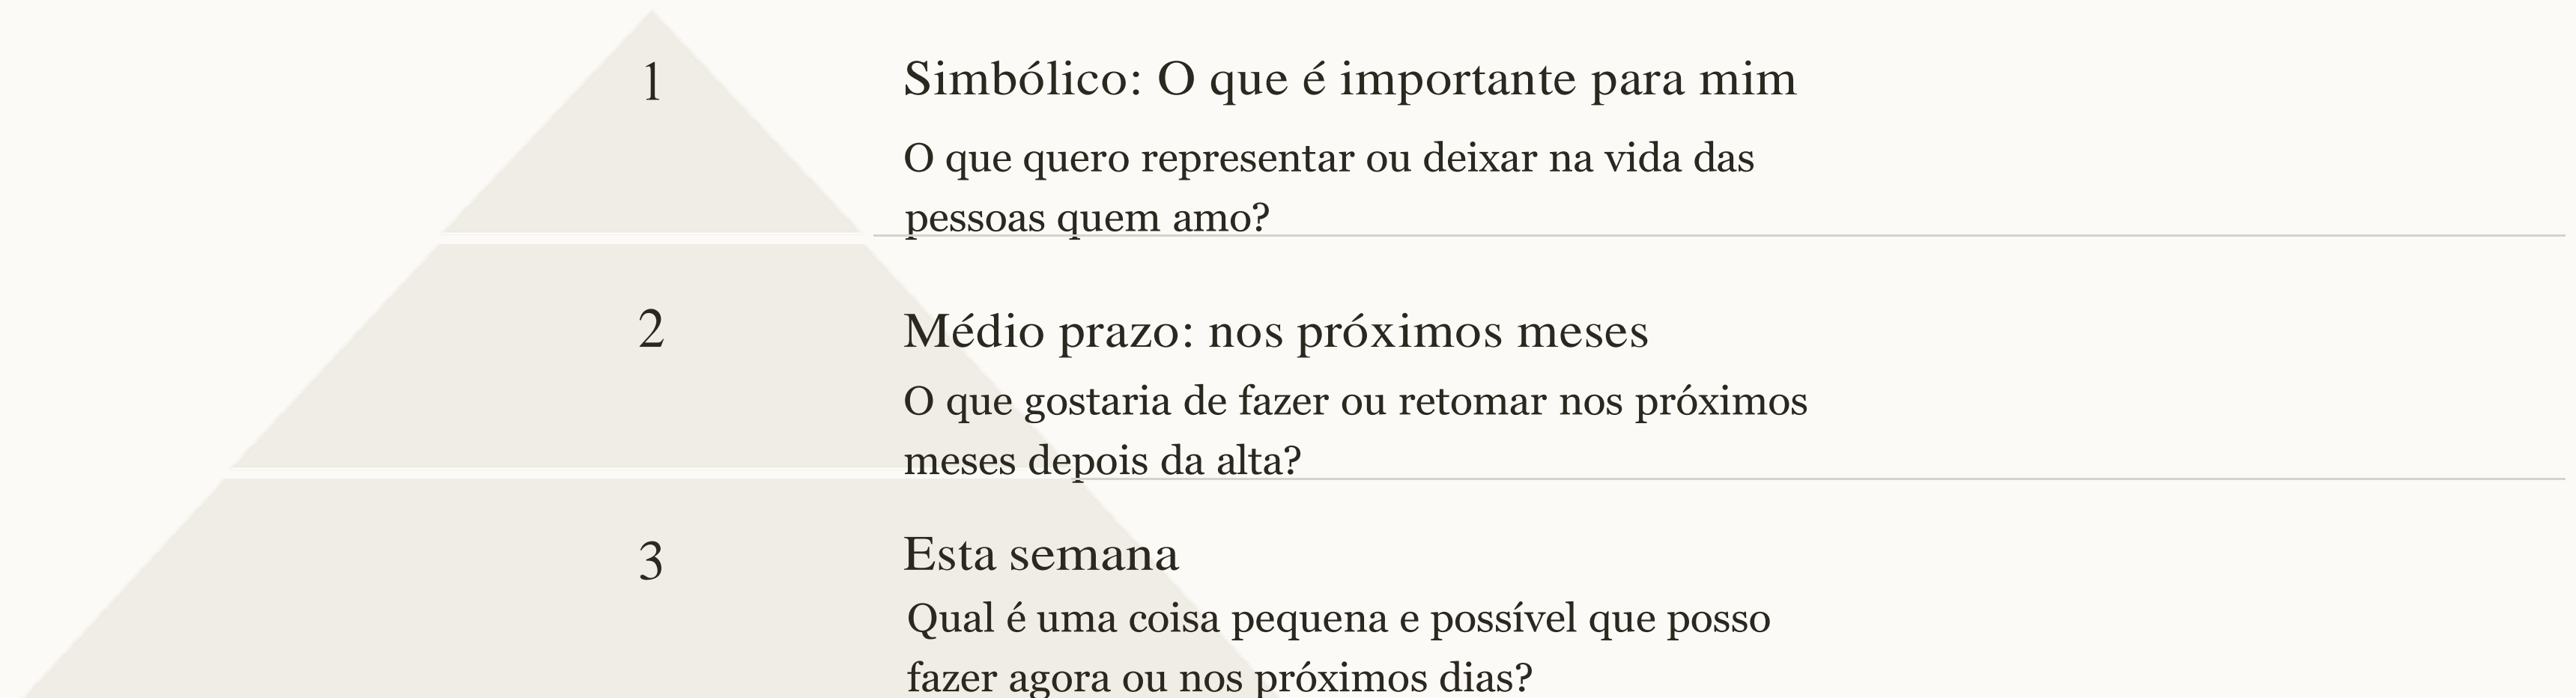 1
Simbólico: O que é importante para mim
O que quero representar ou deixar na vida das
pessoas quem amo?
2
Médio prazo: nos próximos meses
O que gostaria de fazer ou retomar nos próximos
meses depois da alta?
3
Esta semana
Qual é uma coisa pequena e possível que posso
fazer agora ou nos próximos dias?